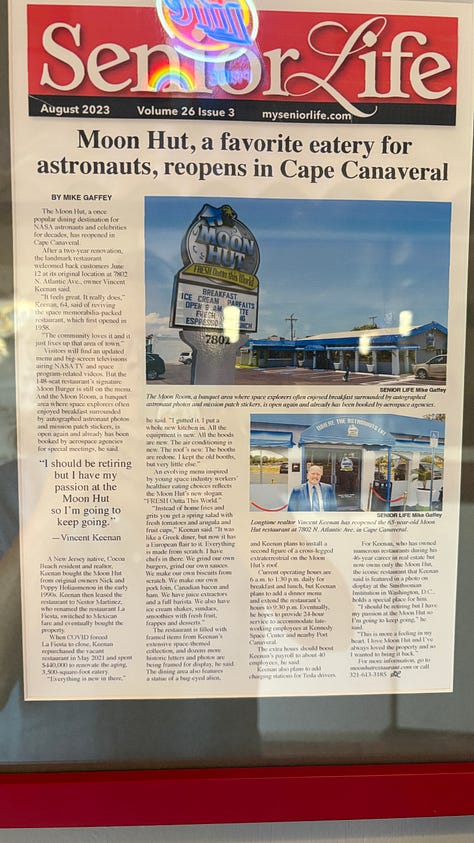 Senior Life
August 2023 Volume 26 Issue 3 myseniorlife.com
Moon Hut, a favorite eatery for
astronauts, reopens in Cape Canaveral
BY MIKE GAFFEY
The Moon Hut, a once
popular dining destination for
NASA astronauts and celebrities
for decades, has reopened in
Cape Canaveral.
After a two-year renovation,
the landmark restaurant
welcomed back customers June
12 at its original location at 7802
N. Atlantic Ave., owner Vincent
Keenan said.
"It feels great. It really does,"
Keenan, 64, said of reviving
the space memorabilia-packed
restaurant, which first opened in
1958.
"The community loves it and it
just fixes up that area of town."
Visitors will find an updated
menu and big-screen televisions
airing NASA TV and space
program-related videos. But the
148-seat restaurant's signature
Moon Burger is still on the menu.
And the Moon Room, a banquet
area where space explorers often
enjoyed breakfast surrounded
by autographed astronaut photos
and mission patch stickers, is
open again and already has been
booked by aerospace agencies
for special meetings, he said.
"I should be retiring
but I have my
passion at the
Moon Hut
so I'm going to
keep going."
—Vincent Keenan
A New Jersey native, Cocoa
Beach resident and realtor,
Keenan bought the Moon Hut
from original owners Nick and
Poppy Holiasmenou in the early
1990s. Keenan then leased the
restaurant to Nestor Martinez,
who renamed the restaurant La
Fiesta, switched to Mexican
fare and eventually bought the
property.
When COVID forced
La Fiesta to close, Keenan
repurchased the vacant
restaurant in May 2021 and spent
$440,000 to renovate the aging,
3,500-square-foot eatery.
"Everything is new in there,"
MOON HUT
FRESH Outta this World
BREAKFAST
ICE CREAM PARFAITS
OPEN 6 AM
ESPRESSO
7802
SENIOR LIFE Mike Gaffey
The Moon Room, a banquet area where space explorers often enjoyed breakfast surrounded by autographed
astronaut photos and mission patch stickers, is open again and already has been booked by aerospace agencies.
he said. "I gutted it. I put a
whole new kitchen in. All the
equipment is new. All the foods
are new. The air conditioning is
new. The roof's new. The booths
are redone. I kept the old booths,
but very little else."
An evolving menu inspired
by young space industry workers'
healthier eating choices reflects
the Moon Hut's new slogan:
"FRESH Outta This World."
"Instead of home fries and
grits you get a spring salad with
fresh tomatoes and arugula and
fruit cups," Keenan said. "It was
like a Greek diner, but now it has
a European flair to it. Everything
is made from scratch. I have
chefs in there. We grind our own
burgers, grind our own sauces.
We make our own biscuits from
scratch. We make our own
pork loin, Canadian bacon and
ham. We have juice extractors
and a full barista. We also have
ice cream shakes, sundaes,
smoothies with fresh fruit,
frappes and desserts."
The restaurant is filled with
framed items from Keenan's
extensive space-themed
collection, and dozens more
historic letters and photos are
being framed for display, he said.
The dining area also features
a statue of a bug-eyed alien,
WHERE THE ASTRONAUTS EAT
SENIOR LIFE Mike Gaffey
Longtime realtor Vincent Keenan has reopened the 65-year-old Moon
Hut restaurant at 7802 N. Atlantic Ave. in Cape Canaveral.
and Keenan plans to install a
second figure of a cross-legged
extraterrestrial on the Moon
Hut's roof.
Current operating hours are
6 a.m. to 1:30 p.m. daily for
breakfast and lunch, but Keenan
plans to add a dinner menu
and extend the restaurant's
hours to 9:30 p.m. Eventually,
he hopes to provide 24-hour
service to accommodate late-
working employees at Kennedy
Space Center and nearby Port
Canaveral.
The extra hours should boost
Keenan's payroll to about 40
employees, he said.
Keenan also plans to add
charging stations for Tesla drivers.
For Keenan, who has owned
numerous restaurants during his
46-year career in real estate but
now owns only the Moon Hut,
the iconic restaurant that Keenan
said is featured in a photo on
display at the Smithsonian
Institution in Washington, D.C.,
holds a special place for him.
"I should be retiring but I have
my passion at the Moon Hut so
I'm going to keep going," he
said.
"This is more a feeling in my
heart. I love Moon Hut and I've
always loved the property and so
I wanted to bring it back."
For more information, go to
moonhutrestaurant.com or call
321-613-3185.